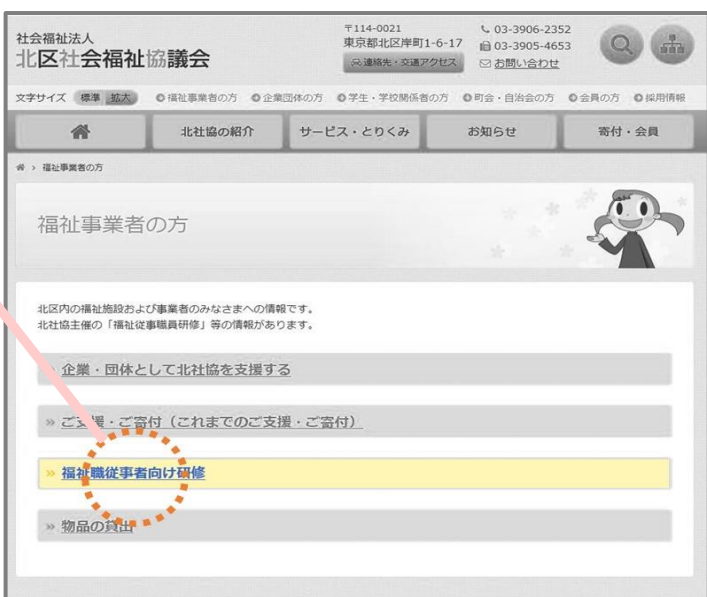 社会福祉法人
北区社会福祉協議会
〒114-0021
東京都北区岸町1-6-17
連絡先・交通アクセス
03-3906-2352
03-3905-4653
お問い合わせ
文字サイズ 標準 拡大 福祉事業者の方 企業団体の方 学生・学校関係者の方 町会・自治会の方 会員の方 採用情報
北社協の紹介 サービス・とりくみ お知らせ 寄付・会員
› 福祉事業者の方
福祉事業者の方
北区内の福祉施設および事業者のみなさまへの情報です。
北社協主催の「福祉従事職員研修」等の情報があります。
» 企業・団体として北社協を支援する
» ご支援・ご寄付（これまでのご支援・ご寄付）
» 福祉職従事者向け研修
» 物品の貸出